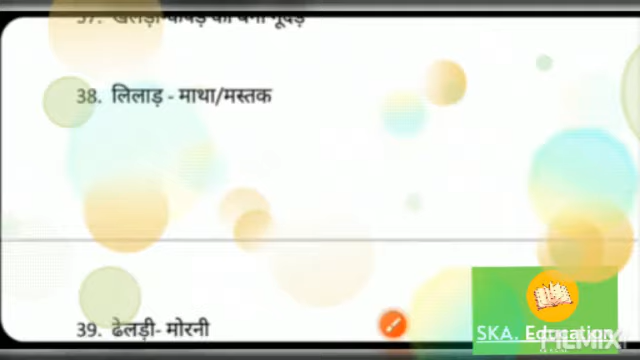 38. लिलाड़ - माथा/मस्तक
39. ढेलड़ी- मोरनी
SKA. Education